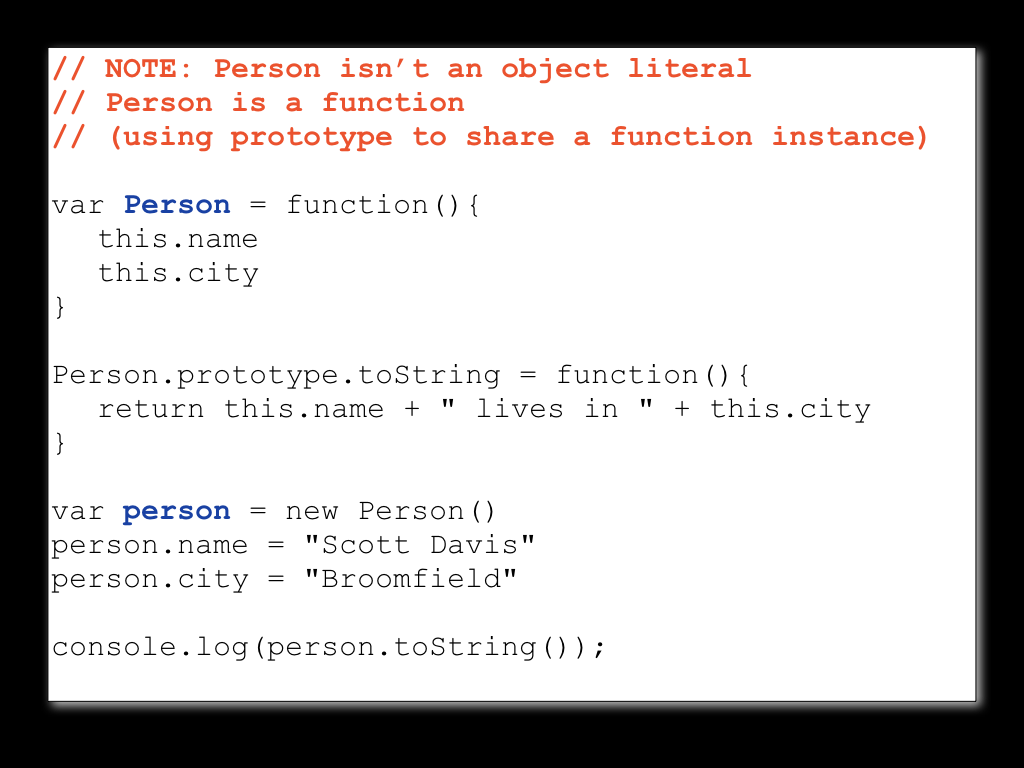 // NOTE: Person isn’t an object literal
// Person is a function
// (using prototype to share a function instance)
var Person = function(){
this.name
this.city
}
Person.prototype.toString = function(){
return this.name + " lives in " + this.city
}
var person = new Person()
person.name = "Scott Davis"
person.city = "Broomfield"
console.log(person.toString());